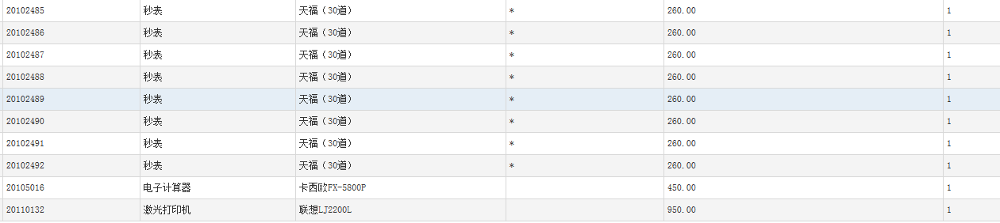 20102485 秒表 天福（30道） * 260.00 1
20102486 秒表 天福（30道） * 260.00 1
20102487 秒表 天福（30道） * 260.00 1
20102488 秒表 天福（30道） * 260.00 1
20102489 秒表 天福（30道） * 260.00 1
20102490 秒表 天福（30道） * 260.00 1
20102491 秒表 天福（30道） * 260.00 1
20102492 秒表 天福（30道） * 260.00 1
20105016 电子计算器 卡西欧FX-5800P 450.00 1
20110132 激光打印机 联想LJ2200L 950.00 1